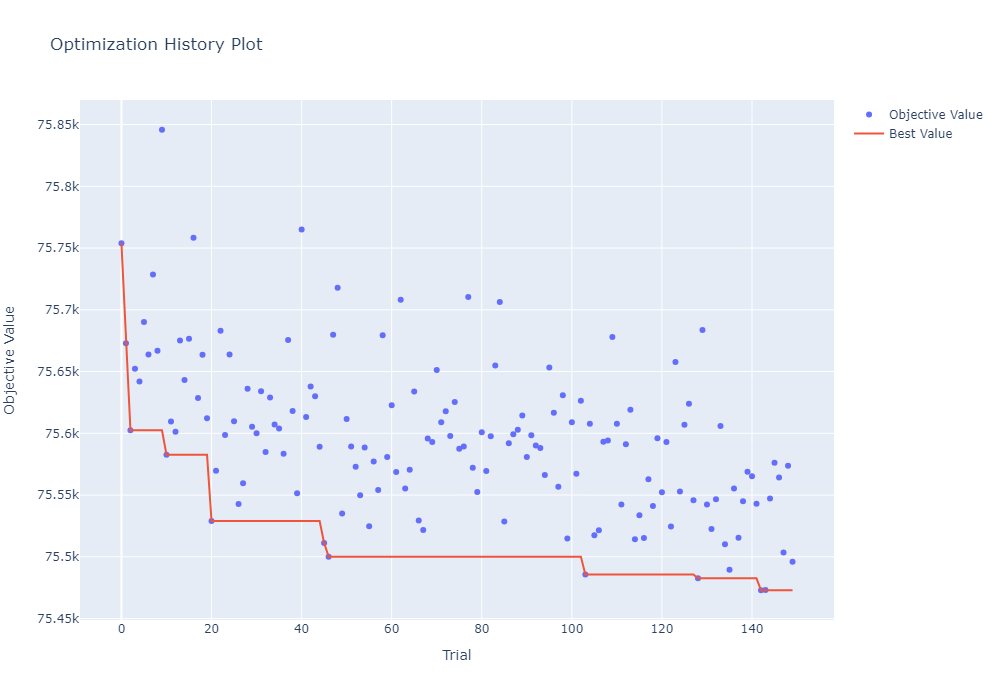 Optimization History Plot
Objective Value
Best Value
75.85k
75.8k
75.75k
75.7k
75.65k
75.6k
75.55k
75.5k
75.45k
Objective Value
0 20 40 60 80 100 120 140
Trial